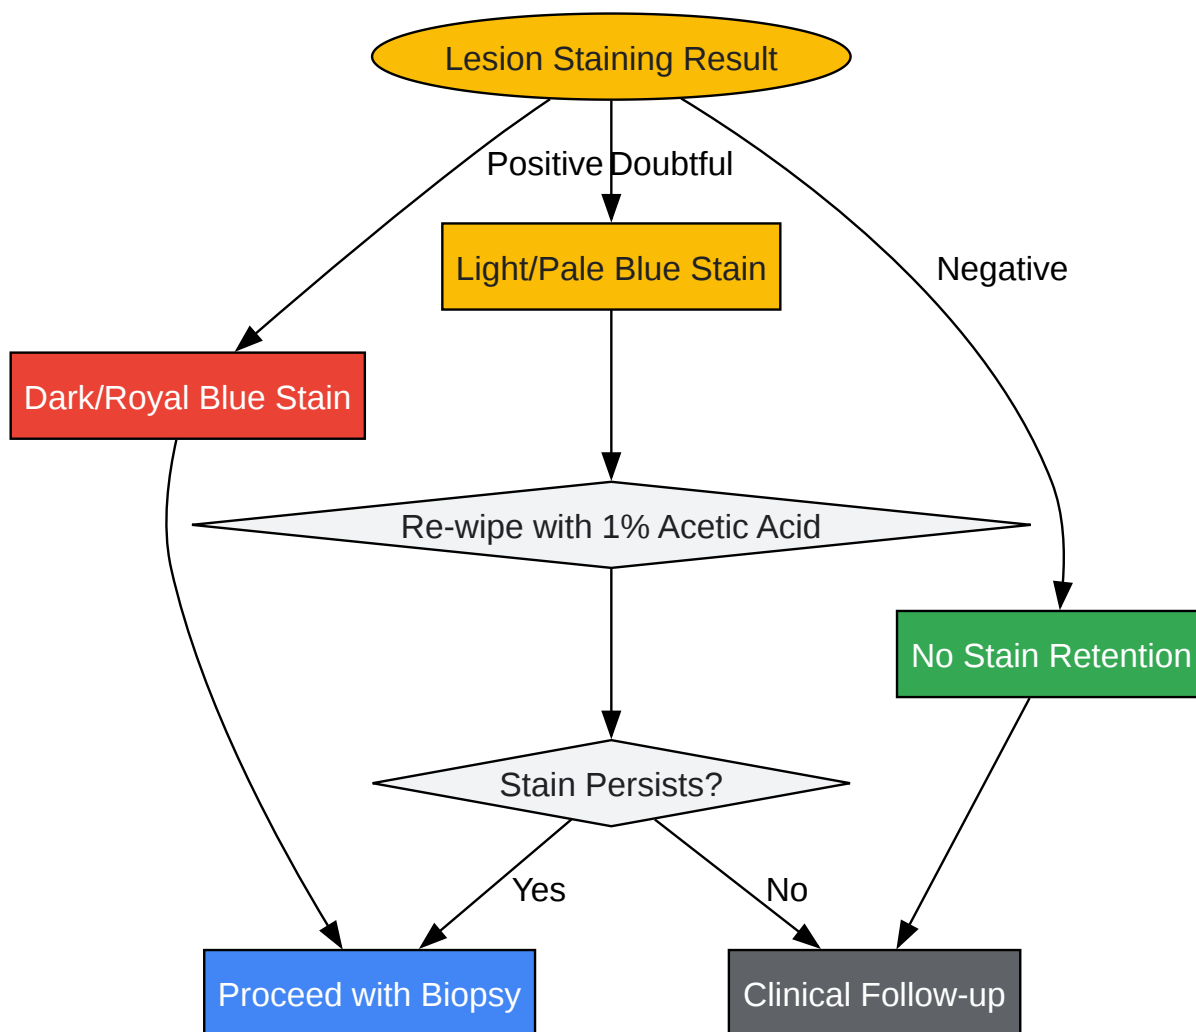 Lesion Staining Result
Positive
Doubtful
Light/Pale Blue Stain
Negative
Dark/Royal Blue Stain
Re-wipe with 1% Acetic Acid
No Stain Retention
Stain Persists?
Yes
No
Proceed with Biopsy
Clinical Follow-up